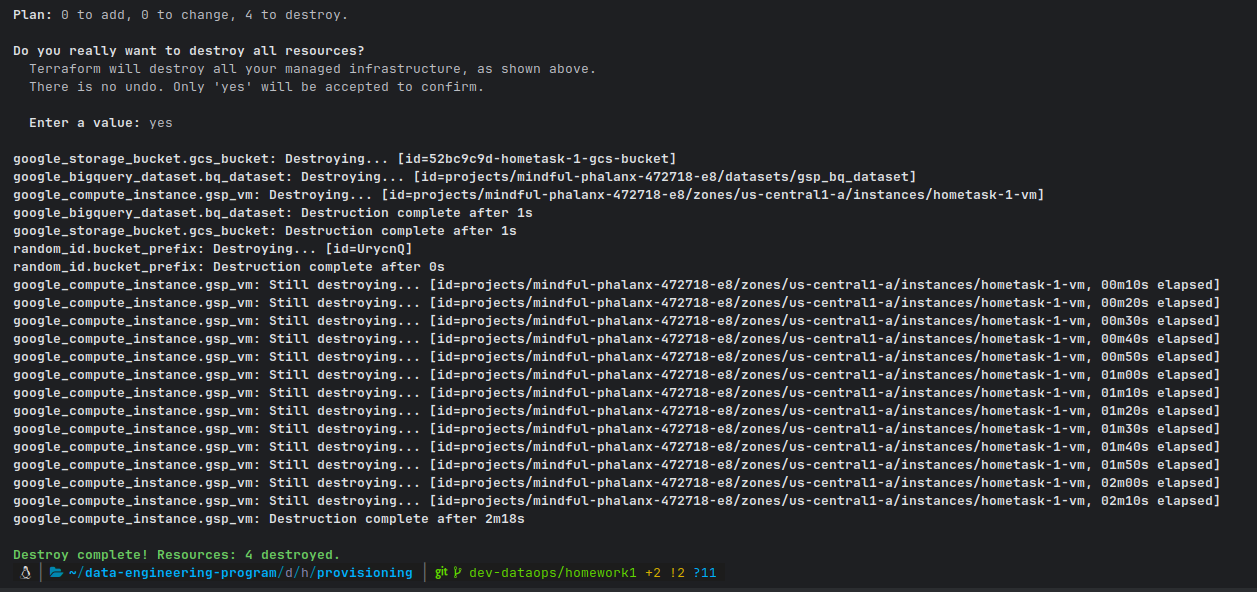 Plan: 0 to add, 0 to change, 4 to destroy.
Do you really want to destroy all resources?
Terraform will destroy all your managed infrastructure, as shown above.
There is no undo. Only 'yes' will be accepted to confirm.
Enter a value: yes
google_storage_bucket.gcs_bucket: Destroying... [id=52bc9c9d-hometask-1-gcs-bucket]
google_bigquery_dataset.bq_dataset: Destroying... [id=projects/mindful-phalanx-472718-e8/datasets/gsp_bq_dataset]
google_compute_instance.gsp_vm: Destroying... [id=projects/mindful-phalanx-472718-e8/zones/us-central1-a/instances/hometask-1-vm]
google_bigquery_dataset.bq_dataset: Destruction complete after 1s
google_storage_bucket.gcs_bucket: Destruction complete after 1s
random_id.bucket_prefix: Destroying... [id=UrycnQ]
random_id.bucket_prefix: Destruction complete after 0s
google_compute_instance.gsp_vm: Still destroying... [id=projects/mindful-phalanx-472718-e8/zones/us-central1-a/instances/hometask-1-vm, 00m10s elapsed]
google_compute_instance.gsp_vm: Still destroying... [id=projects/mindful-phalanx-472718-e8/zones/us-central1-a/instances/hometask-1-vm, 00m20s elapsed]
google_compute_instance.gsp_vm: Still destroying... [id=projects/mindful-phalanx-472718-e8/zones/us-central1-a/instances/hometask-1-vm, 00m30s elapsed]
google_compute_instance.gsp_vm: Still destroying... [id=projects/mindful-phalanx-472718-e8/zones/us-central1-a/instances/hometask-1-vm, 00m40s elapsed]
google_compute_instance.gsp_vm: Still destroying... [id=projects/mindful-phalanx-472718-e8/zones/us-central1-a/instances/hometask-1-vm, 00m50s elapsed]
google_compute_instance.gsp_vm: Still destroying... [id=projects/mindful-phalanx-472718-e8/zones/us-central1-a/instances/hometask-1-vm, 01m00s elapsed]
google_compute_instance.gsp_vm: Still destroying... [id=projects/mindful-phalanx-472718-e8/zones/us-central1-a/instances/hometask-1-vm, 01m10s elapsed]
google_compute_instance.gsp_vm: Still destroying... [id=projects/mindful-phalanx-472718-e8/zones/us-central1-a/instances/hometask-1-vm, 01m20s elapsed]
google_compute_instance.gsp_vm: Still destroying... [id=projects/mindful-phalanx-472718-e8/zones/us-central1-a/instances/hometask-1-vm, 01m30s elapsed]
google_compute_instance.gsp_vm: Still destroying... [id=projects/mindful-phalanx-472718-e8/zones/us-central1-a/instances/hometask-1-vm, 01m40s elapsed]
google_compute_instance.gsp_vm: Still destroying... [id=projects/mindful-phalanx-472718-e8/zones/us-central1-a/instances/hometask-1-vm, 01m50s elapsed]
google_compute_instance.gsp_vm: Still destroying... [id=projects/mindful-phalanx-472718-e8/zones/us-central1-a/instances/hometask-1-vm, 02m00s elapsed]
google_compute_instance.gsp_vm: Still destroying... [id=projects/mindful-phalanx-472718-e8/zones/us-central1-a/instances/hometask-1-vm, 02m10s elapsed]
google_compute_instance.gsp_vm: Destruction complete after 2m18s
Destroy complete! Resources: 4 destroyed.
~/data-engineering-program/d/h/provisioning git dev-dataops/homework1 +2 !2 ?11